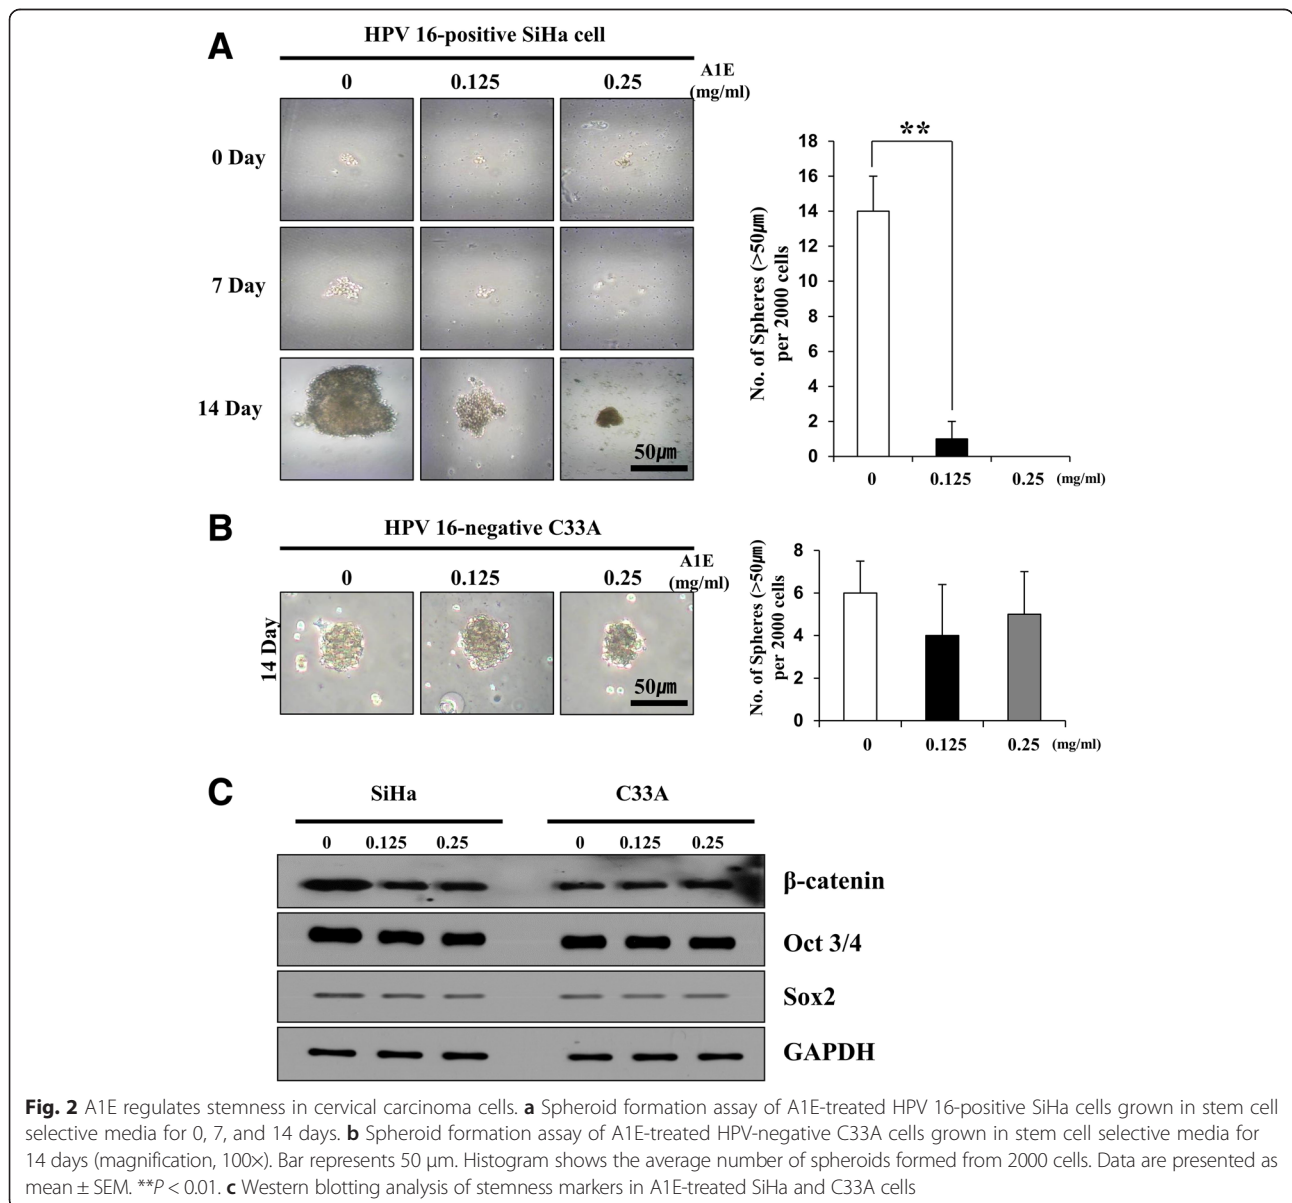 A
HPV 16-positive SiHa cell
0 0.125 0.25 A1E
(mg/ml)
0 Day
7 Day
14 Day
50㎛
**
No. of Spheres (>50㎛)
per 2000 cells
18
16
14
12
10
8
6
4
2
0
0 0.125 0.25 (mg/ml)
B
HPV 16-negative C33A
0 0.125 0.25 A1E
(mg/ml)
14 Day
50㎛
No. of Spheres (>50㎛)
per 2000 cells
8
6
4
2
0
0 0.125 0.25 (mg/ml)
C
SiHa C33A
0 0.125 0.25 0 0.125 0.25
β-catenin
Oct 3/4
Sox2
GAPDH
Fig. 2 A1E regulates stemness in cervical carcinoma cells. a Spheroid formation assay of A1E-treated HPV 16-positive SiHa cells grown in stem cell
selective media for 0, 7, and 14 days. b Spheroid formation assay of A1E-treated HPV-negative C33A cells grown in stem cell selective media for
14 days (magnification, 100×). Bar represents 50 μm. Histogram shows the average number of spheroids formed from 2000 cells. Data are presented as
mean ± SEM. **P < 0.01. c Western blotting analysis of stemness markers in A1E-treated SiHa and C33A cells